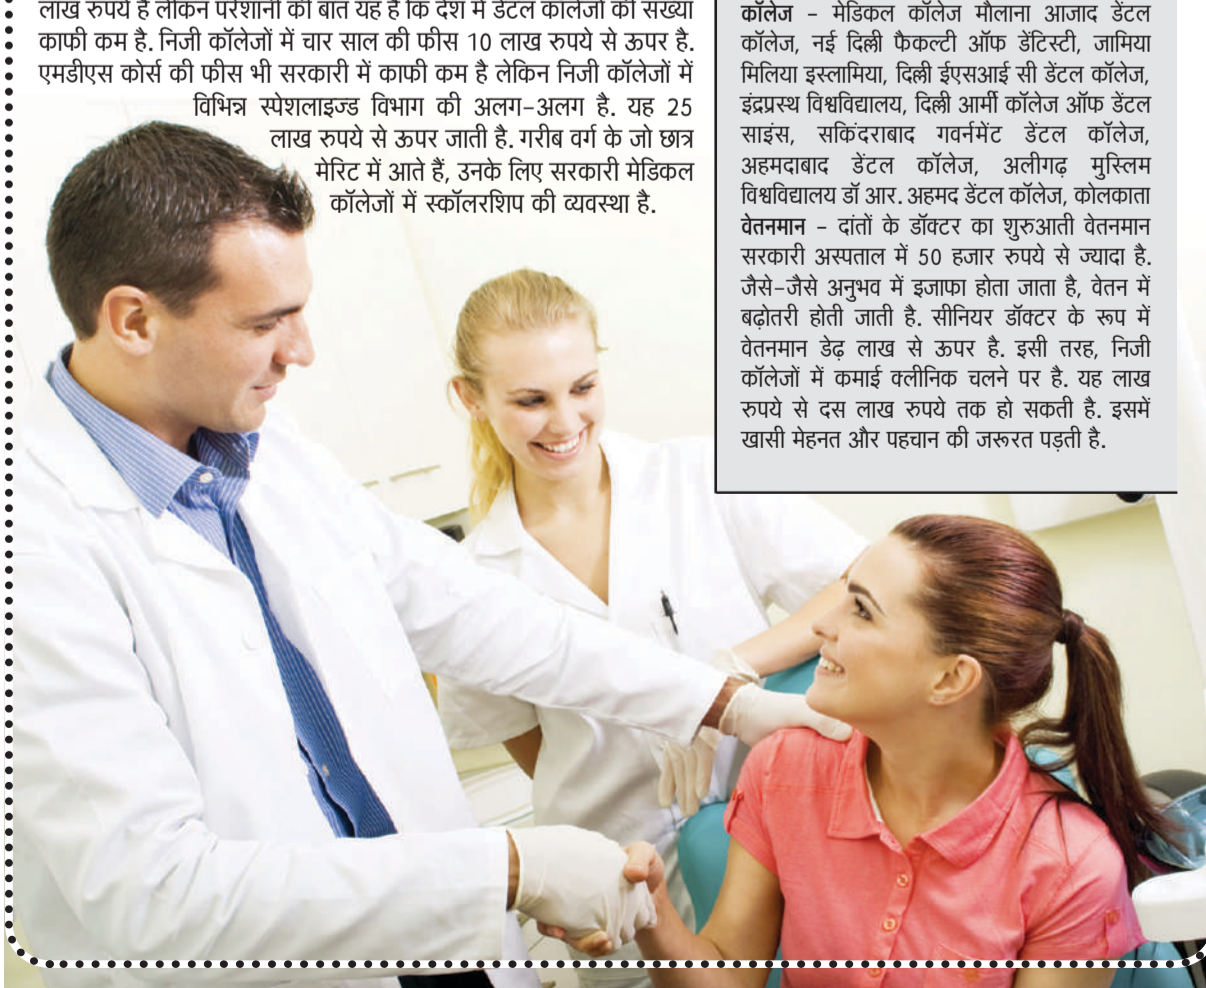 लाख रुपये है लेकिन परेशानी की बात यह है कि देश में डेंटल कॉलेजों की संख्या
काफी कम है. निजी कॉलेजों में चार साल की फीस 10 लाख रुपये से ऊपर है.
एमडीएस कोर्स की फीस भी सरकारी में काफी कम है लेकिन निजी कॉलेजों में
विभिन्न स्पेशलाइज्ड विभाग की अलग-अलग है. यह 25
लाख रुपये से ऊपर जाती है. गरीब वर्ग के जो छात्र
मेरिट में आते हैं, उनके लिए सरकारी मेडिकल
कॉलेजों में स्कॉलरशिप की व्यवस्था है.
कॉलेज - मेडिकल कॉलेज मौलाना आजाद डेंटल
कॉलेज, नई दिल्ली फैकल्टी ऑफ डेंटिस्टी, जामिया
मिलिया इस्लामिया, दिल्ली ईएसआई सी डेंटल कॉलेज,
इंद्रप्रस्थ विश्वविद्यालय, दिल्ली आर्मी कॉलेज ऑफ डेंटल
साइंस, सकिंदराबाद गवर्नमेंट डेंटल कॉलेज,
अहमदाबाद डेंटल कॉलेज, अलीगढ़ मुस्लिम
विश्वविद्यालय डॉ आर. अहमद डेंटल कॉलेज, कोलकाता
वेतनमान - दांतों के डॉक्टर का शुरुआती वेतनमान
सरकारी अस्पताल में 50 हजार रुपये से ज्यादा है.
जैसे-जैसे अनुभव में इजाफा होता जाता है, वेतन में
बढ़ोतरी होती जाती है. सीनियर डॉक्टर के रूप में
वेतनमान डेढ़ लाख से ऊपर है. इसी तरह, निजी
कॉलेजों में कमाई क्लीनिक चलने पर है. यह लाख
रुपये से दस लाख रुपये तक हो सकती है. इसमें
खासी मेहनत और पहचान की जरूरत पड़ती है.